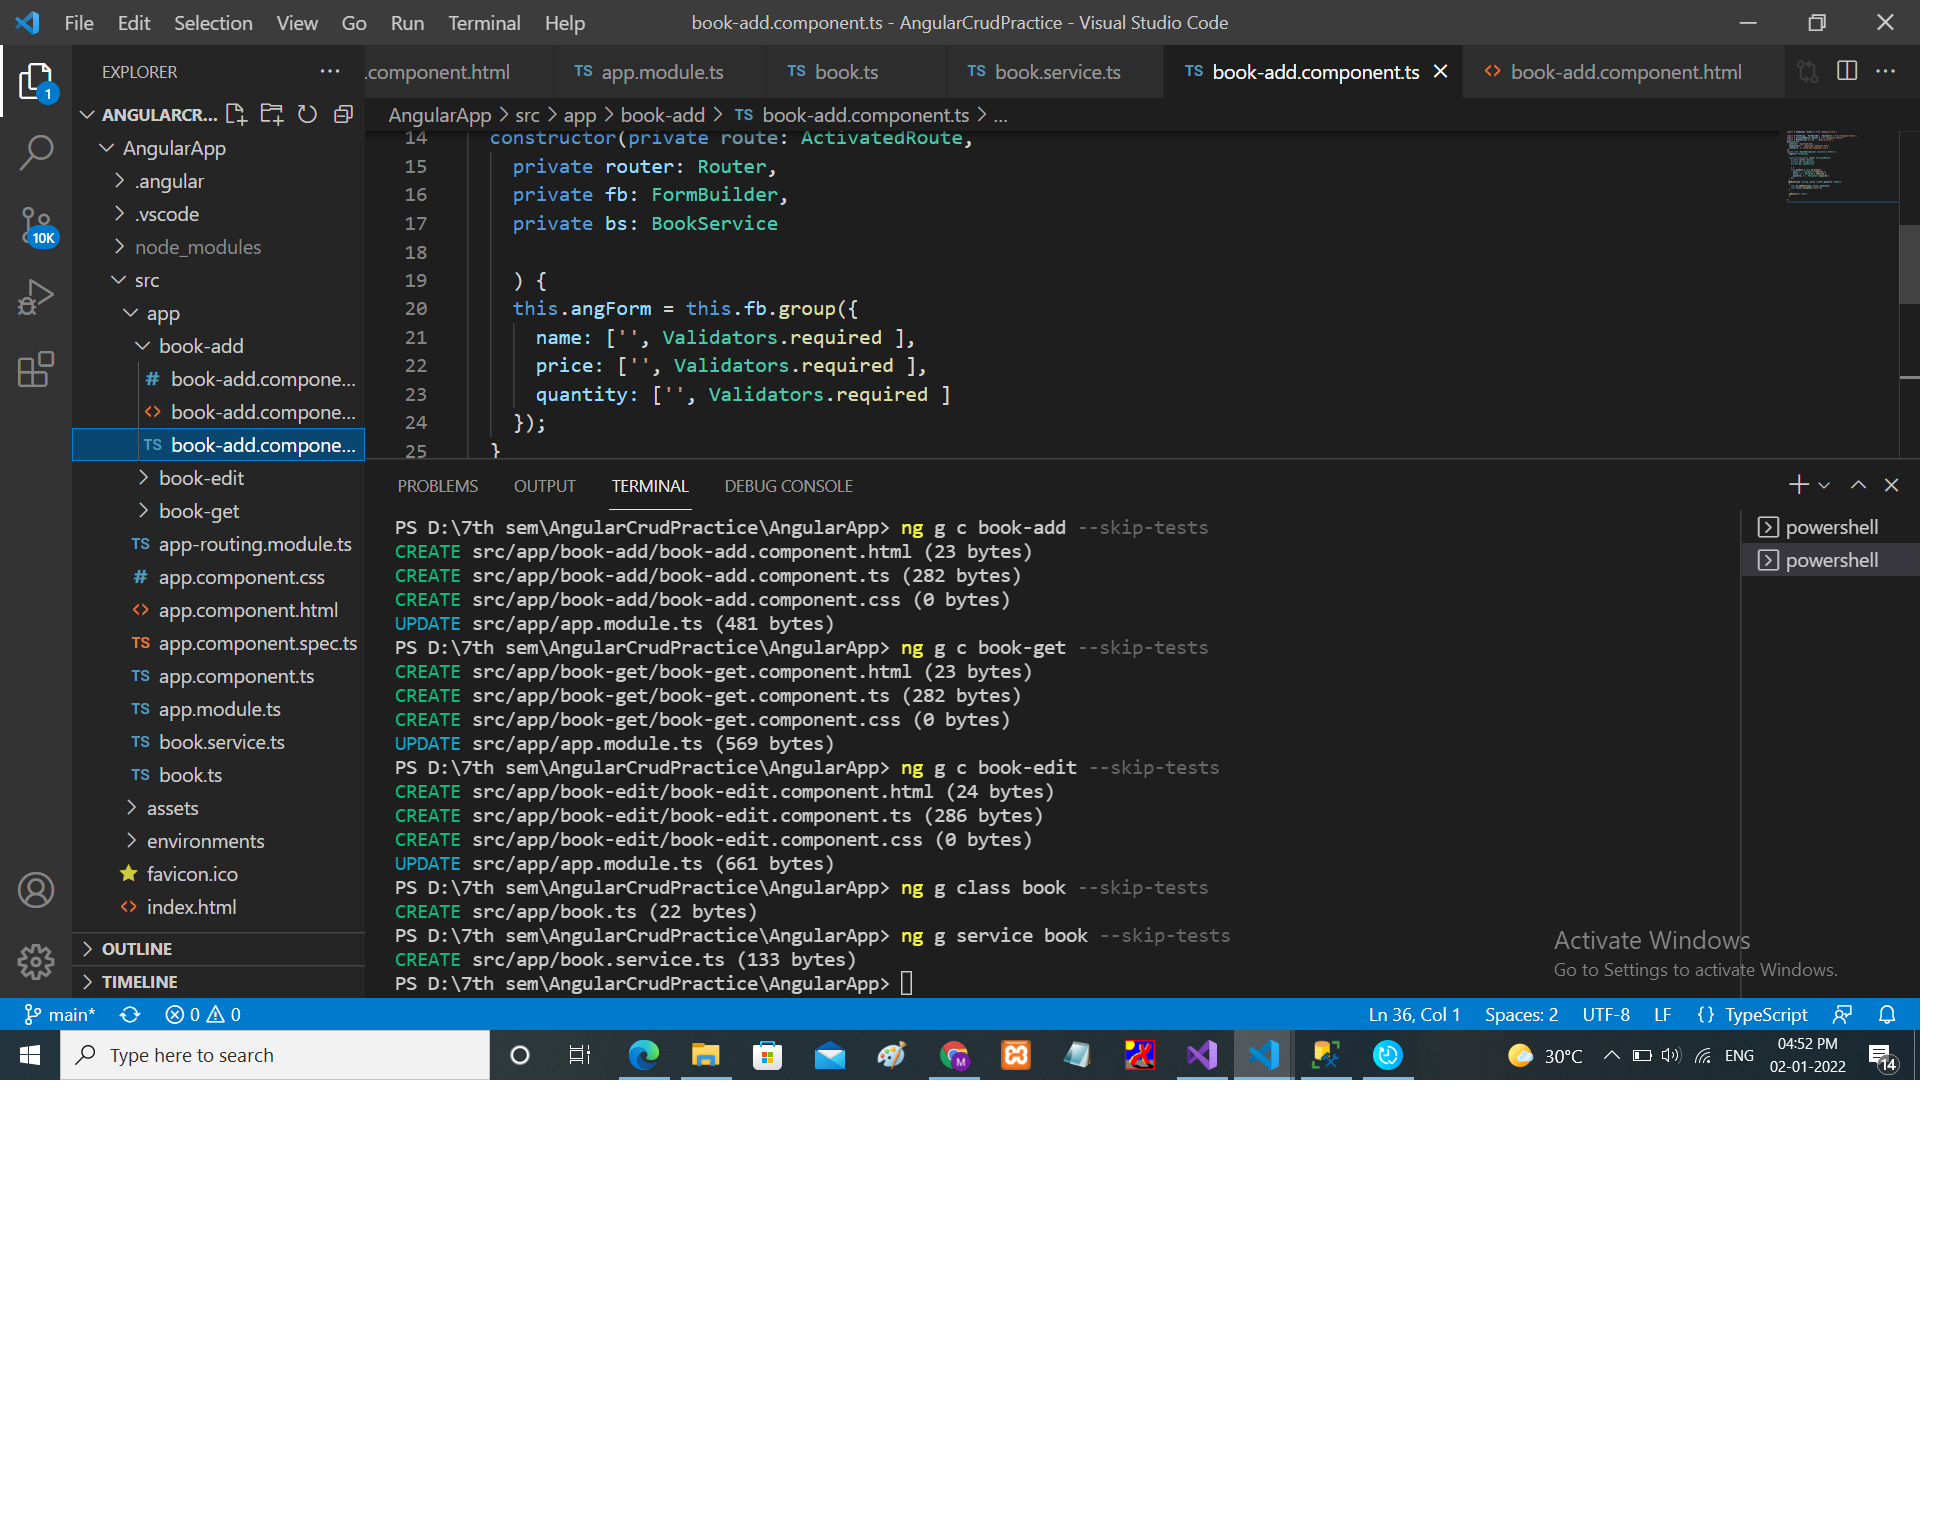 File Edit Selection View Go Run Terminal Help
book-add.component.ts - AngularCrudPractice - Visual Studio Code
EXPLORER
.component.html
TS app.module.ts
TS book.ts
TS book.service.ts
TS book-add.component.ts
<> book-add.component.html
1
ANGULARCR...
AngularApp > src > app > book-add > TS book-add.component.ts > ...
AngularApp
.angular
.vscode
node_modules
src
app
book-add
# book-add.compone...
<> book-add.compone...
TS book-add.compone...
book-edit
book-get
TS app-routing.module.ts
# app.component.css
<> app.component.html
TS app.component.spec.ts
TS app.component.ts
TS app.module.ts
TS book.service.ts
TS book.ts
assets
environments
favicon.ico
<> index.html
OUTLINE
TIMELINE
10K
14 constructor(private route: ActivatedRoute,
15 private router: Router,
16 private fb: FormBuilder,
17 private bs: BookService
18
19 ) {
20 this.angForm = this.fb.group({
21 name: ['', Validators.required ],
22 price: ['', Validators.required ],
23 quantity: ['', Validators.required ]
24 });
25 }
PROBLEMS OUTPUT TERMINAL DEBUG CONSOLE
PS D:\7th sem\AngularCrudPractice\AngularApp> ng g c book-add --skip-tests
CREATE src/app/book-add/book-add.component.html (23 bytes)
CREATE src/app/book-add/book-add.component.ts (282 bytes)
CREATE src/app/book-add/book-add.component.css (0 bytes)
UPDATE src/app/app.module.ts (481 bytes)
PS D:\7th sem\AngularCrudPractice\AngularApp> ng g c book-get --skip-tests
CREATE src/app/book-get/book-get.component.html (23 bytes)
CREATE src/app/book-get/book-get.component.ts (282 bytes)
CREATE src/app/book-get/book-get.component.css (0 bytes)
UPDATE src/app/app.module.ts (569 bytes)
PS D:\7th sem\AngularCrudPractice\AngularApp> ng g c book-edit --skip-tests
CREATE src/app/book-edit/book-edit.component.html (24 bytes)
CREATE src/app/book-edit/book-edit.component.ts (286 bytes)
CREATE src/app/book-edit/book-edit.component.css (0 bytes)
UPDATE src/app/app.module.ts (661 bytes)
PS D:\7th sem\AngularCrudPractice\AngularApp> ng g class book --skip-tests
CREATE src/app/book.ts (22 bytes)
PS D:\7th sem\AngularCrudPractice\AngularApp> ng g service book --skip-tests
CREATE src/app/book.service.ts (133 bytes)
PS D:\7th sem\AngularCrudPractice\AngularApp>
powershell
powershell
Activate Windows
Go to Settings to activate Windows.
main* 0 0
Ln 36, Col 1 Spaces: 2 UTF-8 LF {} TypeScript
Type here to search
M
30°C
ENG
04:52 PM
02-01-2022
14